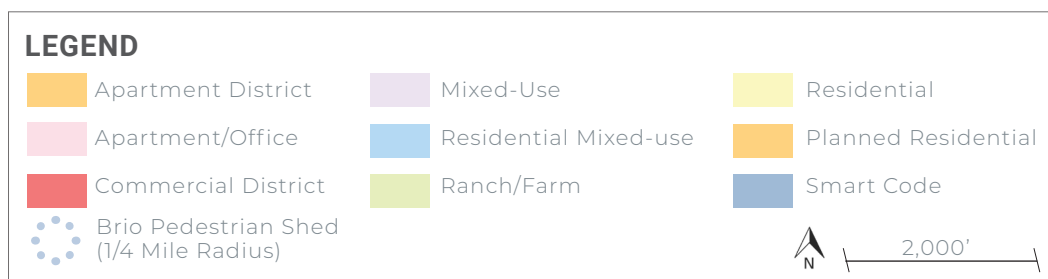 LEGEND
Apartment District
Mixed-Use
Residential
Apartment/Office
Residential Mixed-use
Planned Residential
Commercial District
Ranch/Farm
Smart Code
Brio Pedestrian Shed
(1/4 Mile Radius)
N
2,000’